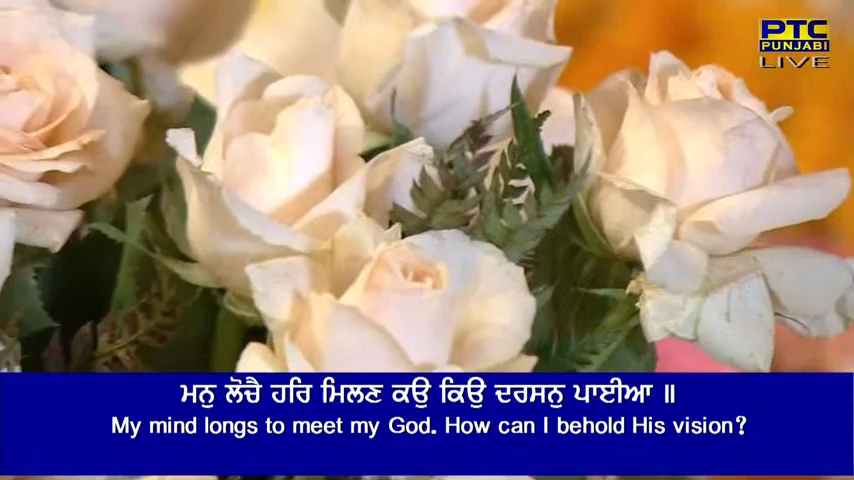 PTC
PUNJABI
LIVE
ਮਨੁ ਲੋਚੈ ਹਰਿ ਮਿਲਣ ਕਉ ਕਿਉ ਦਰਸਨੁ ਪਾਈਆ ॥
My mind longs to meet my God. How can I behold His vision?